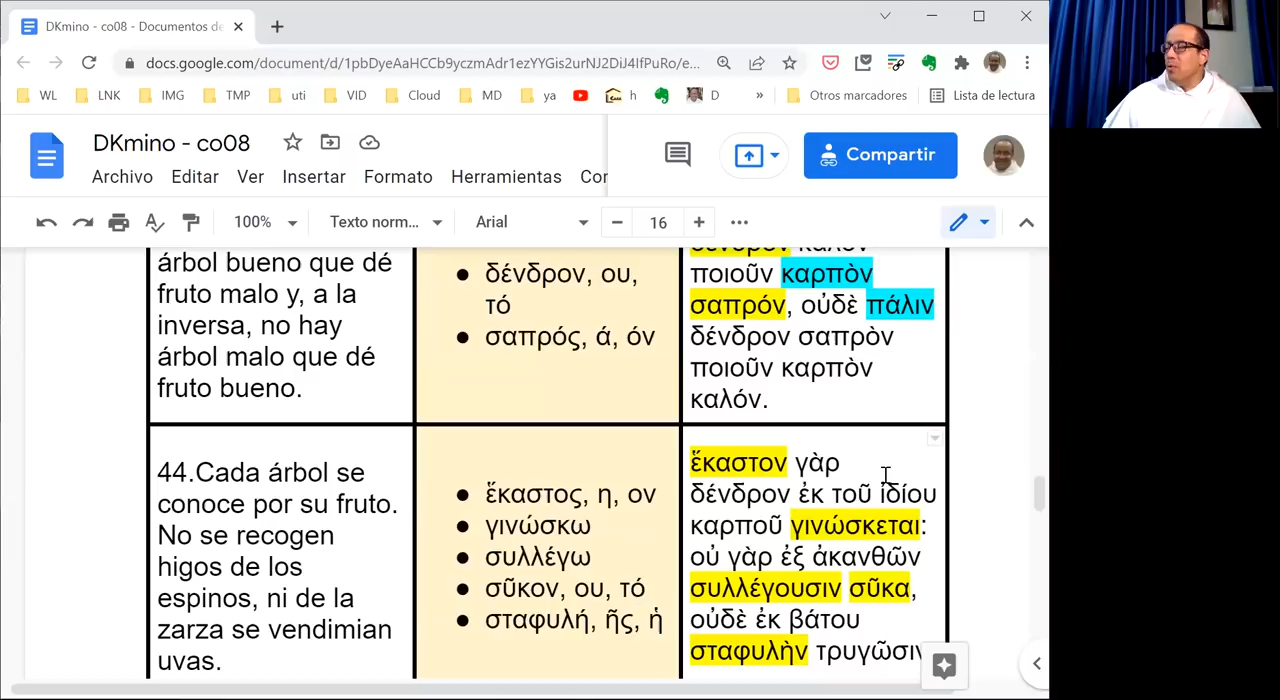 DKmino - co08 - Documentos de
docs.google.com/document/d/1pbDyeAaHCCb9yczmAdr1ezYYGis2urNJ2DiJ4IfPuRo/e...
WL LNK IMG TMP uti VID Cloud MD ya h D » Otros marcadores Lista de lectura
DKmino - co08
Compartir
Archivo Editar Ver Insertar Formato Herramientas Cor
100% Texto norm... Arial 16
árbol bueno que dé
fruto malo y, a la
inversa, no hay
árbol malo que dé
fruto bueno.
● δένδρον, ου,
τό
● σαπρός, ά, όν
δένδρον καλὸν
ποιοῦν καρπὸν
σαπρόν, οὐδὲ πάλιν
δένδρον σαπρὸν
ποιοῦν καρπὸν
καλόν.
44.Cada árbol se
conoce por su fruto.
No se recogen
higos de los
espinos, ni de la
zarza se vendimian
uvas.
● ἕκαστος, η, ον
● γινώσκω
● συλλέγω
● σῦκον, ου, τό
● σταφυλή, ῆς, ἡ
ἕκαστον γὰρ
δένδρον ἐκ τοῦ ἰδίου
καρποῦ γινώσκεται:
οὐ γὰρ ἐξ ἀκανθῶν
συλλέγουσιν σῦκα,
οὐδὲ ἐκ βάτου
σταφυλὴν τρυγῶσιν